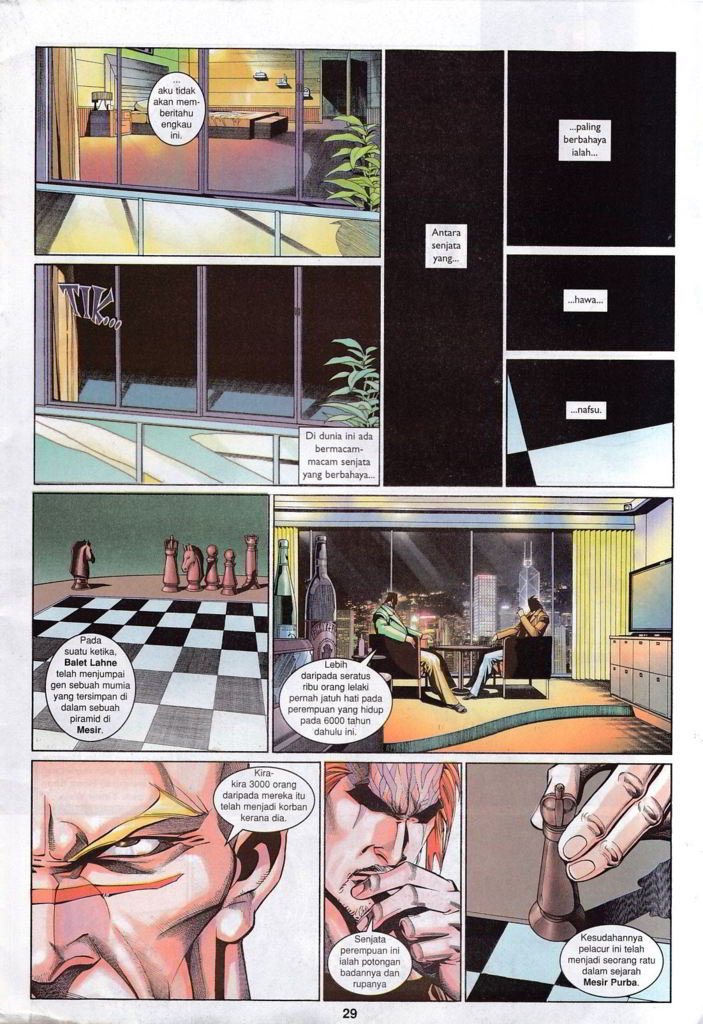 ...
aku tidak
akan mem-
beritahu
engkau
ini.
TIK...
Di dunia ini ada
bermacam-
macam senjata
yang berbahaya...
Antara
senjata
yang...
...paling
berbahaya
ialah...
...hawa...
...nafsu.
Pada
suatu ketika,
Balet Lahne
telah menjumpai
gen sebuah mumia
yang tersimpan di
dalam sebuah
piramid di
Mesir.
Lebih
daripada seratus
ribu orang lelaki
pernah jatuh hati pada
perempuan yang hidup
pada 6000 tahun
dahulu ini.
Kira-
kira 3000 orang
daripada mereka itu
telah menjadi korban
kerana dia.
Senjata
perempuan ini
ialah potongan
badannya dan
rupanya
Kesudahannya
pelacur ini telah
menjadi seorang ratu
dalam sejarah
Mesir Purba.
29